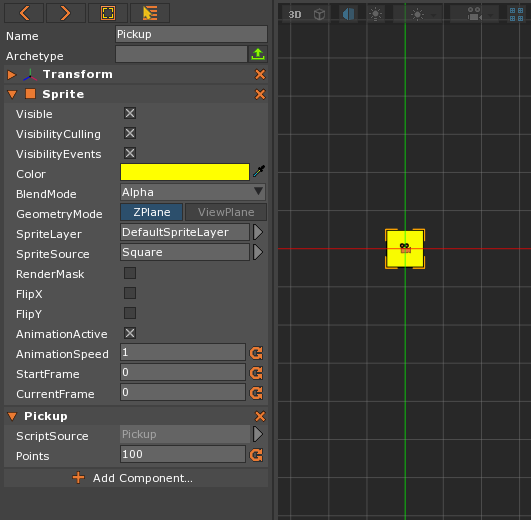 3D
Name Pickup
Archetype
Transform
Sprite
Visible
VisibilityCulling
VisibilityEvents
Color
BlendMode Alpha
GeometryMode ZPlane ViewPlane
SpriteLayer DefaultSpriteLayer
SpriteSource Square
RenderMask
FlipX
FlipY
AnimationActive
AnimationSpeed 1
StartFrame 0
CurrentFrame 0
Pickup
ScriptSource Pickup
Points 100
Add Component...